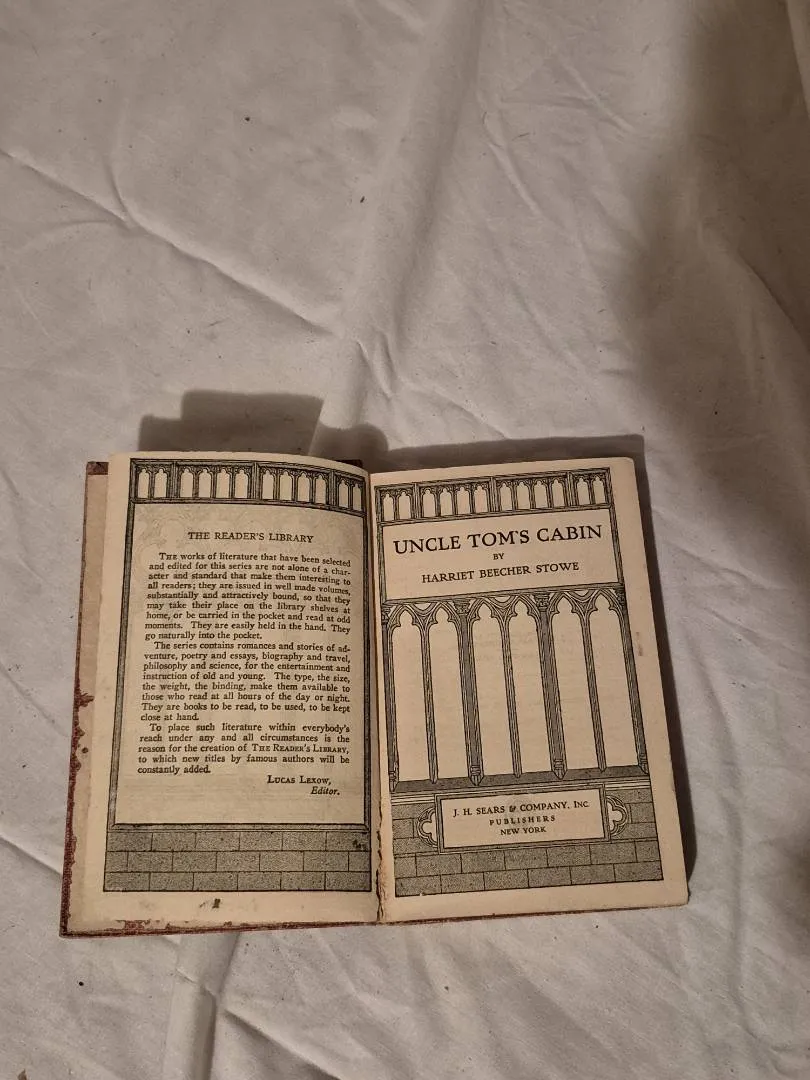 THE READER'S LIBRARY
THE works of literature that have been selected
and edited for this series are not alone of a char-
acter and standard that make them interesting to
all readers; they are issued in well made volumes,
substantially and attractively bound, so that they
may take their place on the library shelves at
home, or be carried in the pocket and read at odd
moments. They are easily held in the hand. They
go naturally into the pocket.
The series contains romances and stories of ad-
venture, poetry and essays, biography and travel,
philosophy and science, for the entertainment and
instruction of old and young. The type, the size,
the weight, the binding, make them available to
those who read at all hours of the day or night.
They are books to be read, to be used, to be kept
close at hand.
To place such literature within everybody's
reach under any and all circumstances is the
reason for the creation of THE READER'S LIBRARY,
to which new titles by famous authors will be
constantly added.
LUCAS LEXOW,
Editor.
UNCLE TOM'S CABIN
BY
HARRIET BEECHER STOWE
J. H. SEARS & COMPANY, INC.
PUBLISHERS
NEW YORK